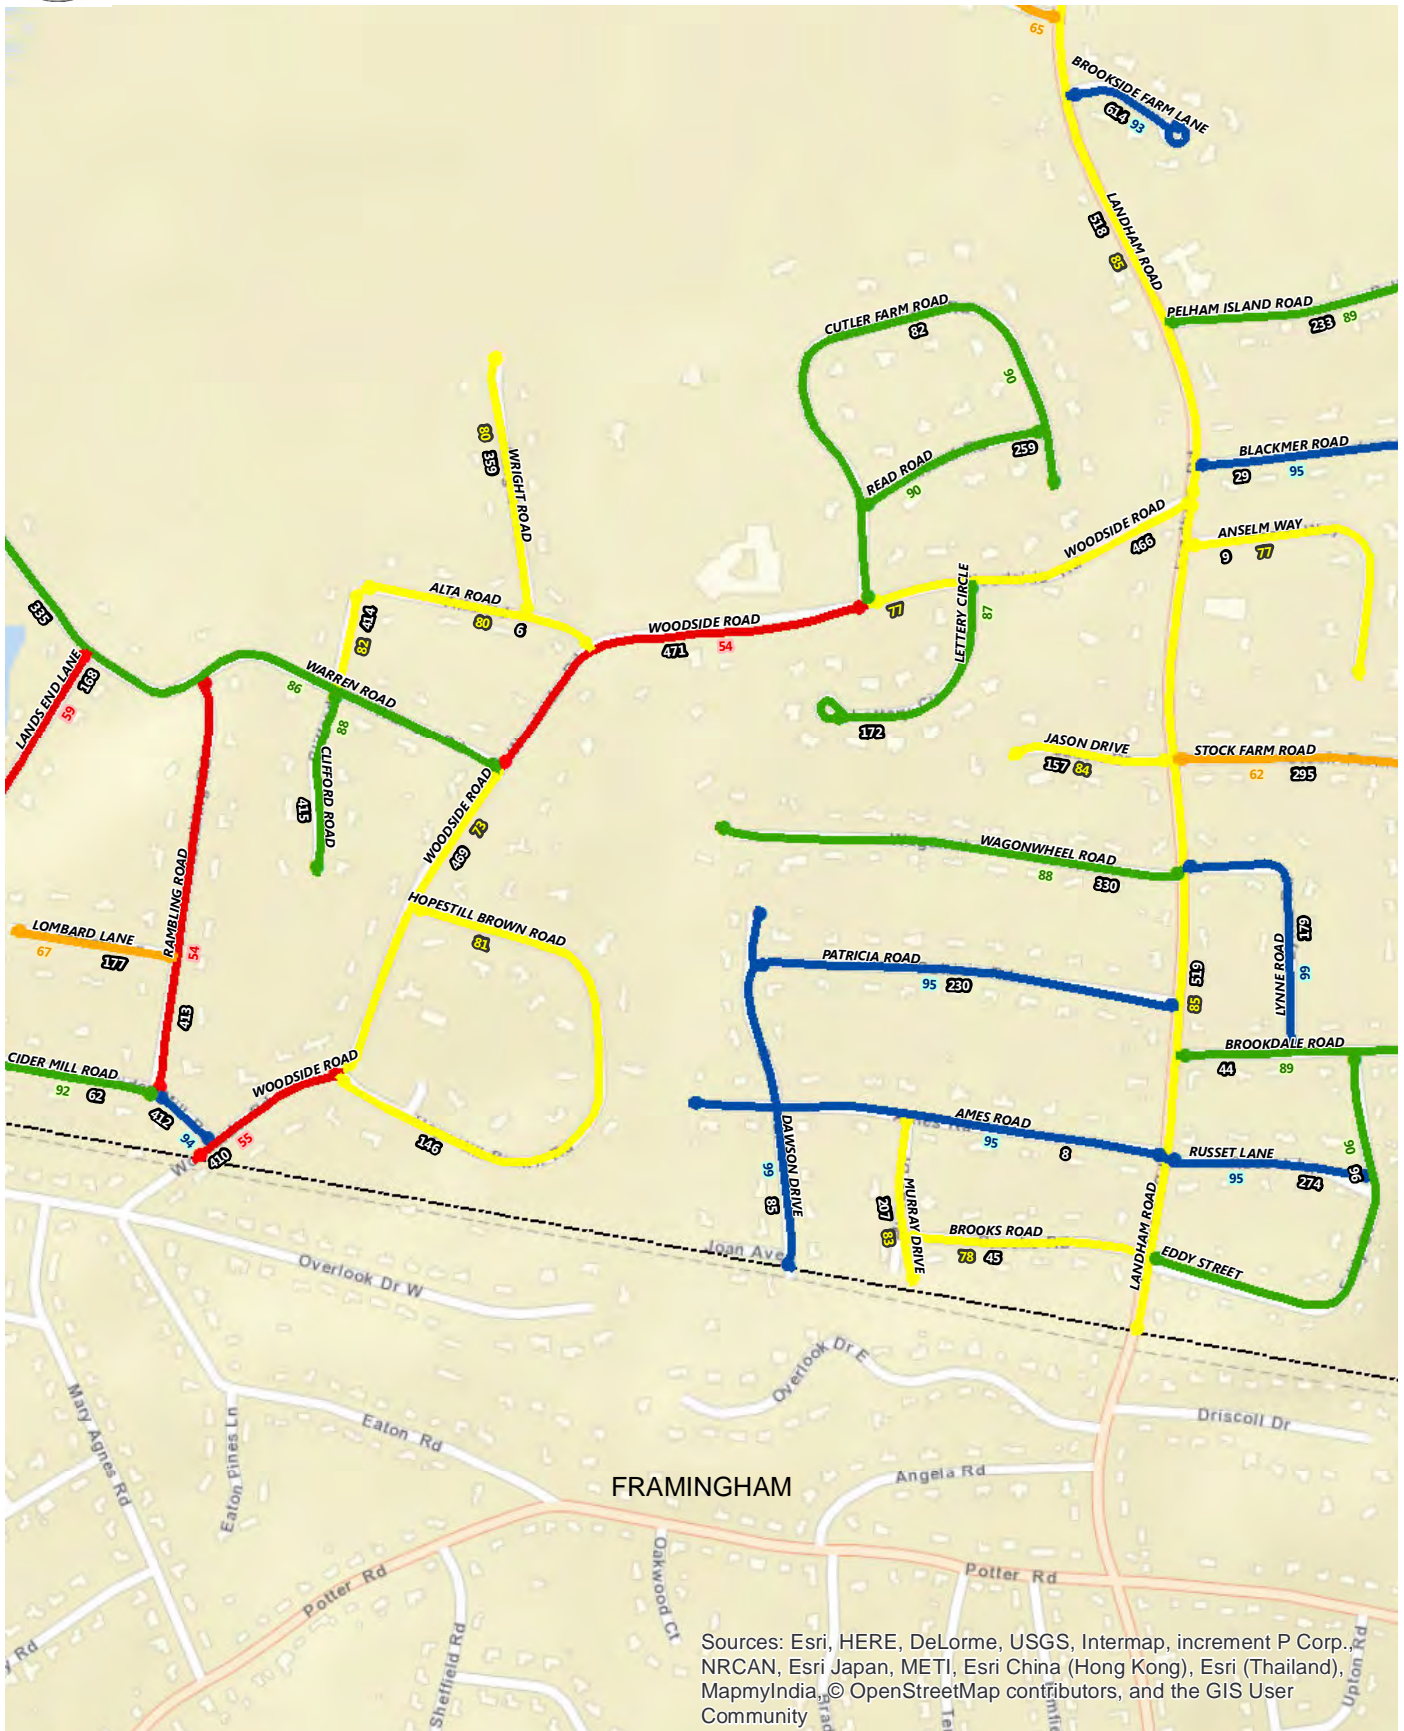 65
BROOKSIDE FARM LANE
614
93
LANDHAM ROAD
518
85
PELHAM ISLAND ROAD
233
89
CUTLER FARM ROAD
82
90
READ ROAD
259
90
BLACKMER ROAD
29
95
WRIGHT ROAD
80
359
WOODSIDE ROAD
466
77
ANSELM WAY
9
77
335
ALTA ROAD
80
6
414
82
WOODSIDE ROAD
471
54
LETTERY CIRCLE
87
172
LANDS END LANE
168
59
WARREN ROAD
86
88
CLIFFORD ROAD
415
JASON DRIVE
157
84
STOCK FARM ROAD
62
295
WOODSIDE ROAD
469
73
WAGONWHEEL ROAD
88
330
RAMBLING ROAD
54
413
LOMBARD LANE
67
177
HOPESTILL BROWN ROAD
81
146
PATRICIA ROAD
95
230
519
85
LYNNE ROAD
179
99
BROOKDALE ROAD
44
89
CIDER MILL ROAD
92
62
412
94
WOODSIDE ROAD
410
55
AMES ROAD
95
8
DAWSON DRIVE
99
85
RUSSET LANE
95
274
90
96
MURRAY DRIVE
207
83
BROOKS ROAD
78
45
LANDHAM ROAD
EDDY STREET
Joan Ave
Overlook Dr W
Overlook Dr E
Driscoll Dr
Mary Agnes Rd
Eaton Pines Ln
Eaton Rd
Angela Rd
FRAMINGHAM
Oakwood Ct
Potter Rd
Potter Rd
Sheffield Rd
Upton Rd
Sources: Esri, HERE, DeLorme, USGS, Intermap, increment P Corp.,
NRCAN, Esri Japan, METI, Esri China (Hong Kong), Esri (Thailand),
MapmyIndia, © OpenStreetMap contributors, and the GIS User
Community